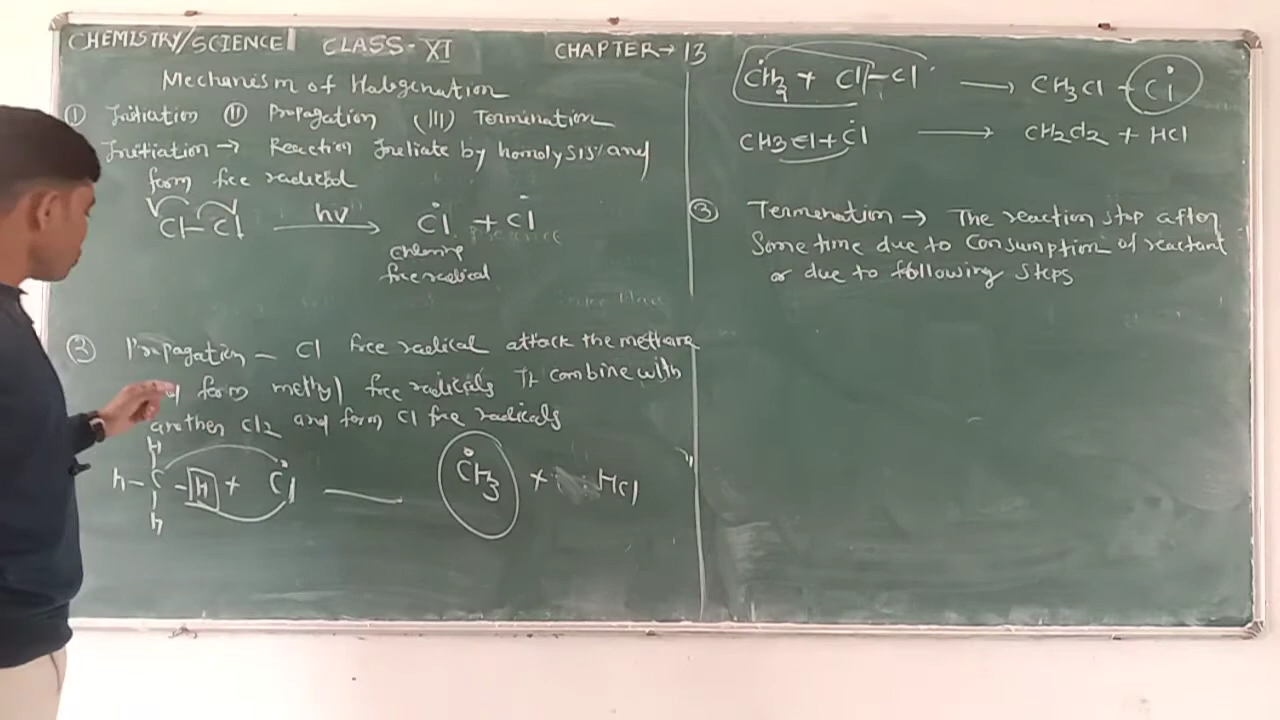 CHEMISTRY/SCIENCE CLASS-XI CHAPTER→13
Mechanism of Halogenation
① Initiation (II) Propagation (III) Termination
Initiation → Reaction by homolysis and
form free radical
Cl-Cl hν → Ċl + Ċl
chlorine
free radical
② Propagation - Cl free radical attack the methane
form methyl free radicals It combine with
another Cl2 and form Cl free radicals
H
H-C-H + Ċl — ĊH3 + HCl
H
ĊH3 + Cl-Cl → CH3Cl + Ċl
CH3Cl + Ċl → CH2Cl2 + HCl
③ Termenation → The reaction stop after
Some time due to Consumption of reactant
or due to following Steps